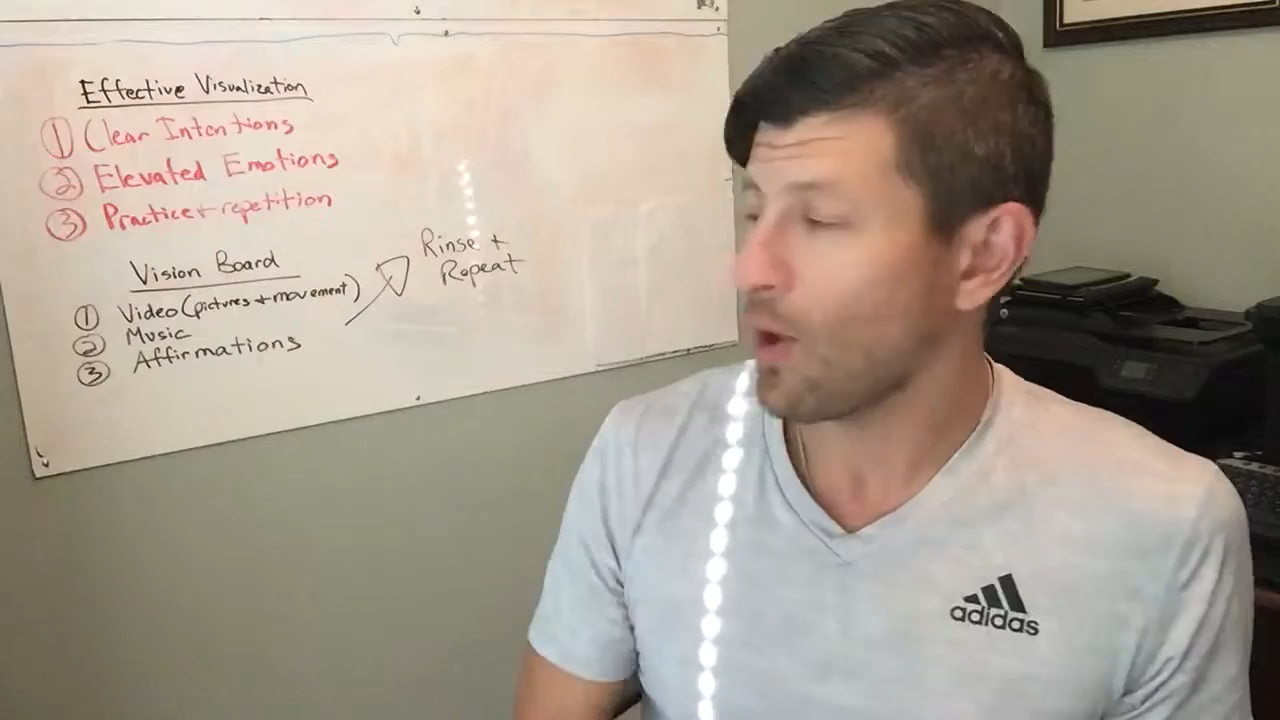 Effective Visualization
① Clear Intentions
② Elevated Emotions
③ Practice + repetition
Vision Board
① Video (pictures + movement)
② Music
③ Affirmations
Rinse +
Repeat
adidas